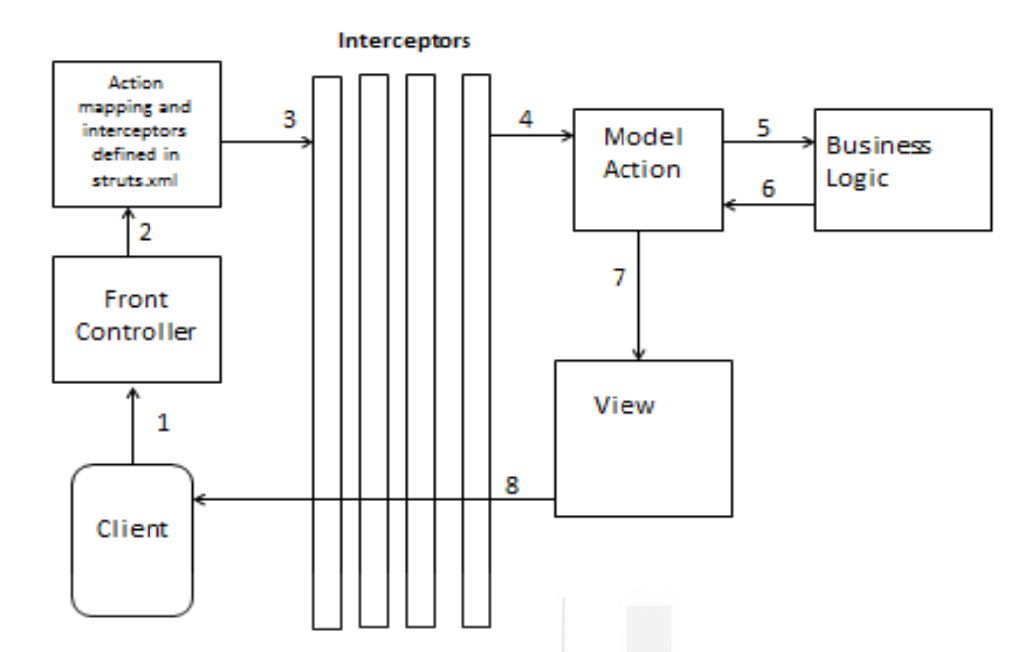 Interceptors
Action
mapping and
interceptors
defined in
struts.xml
3
4
Model
Action
5
6
Business
Logic
2
Front
Controller
7
1
View
8
Client